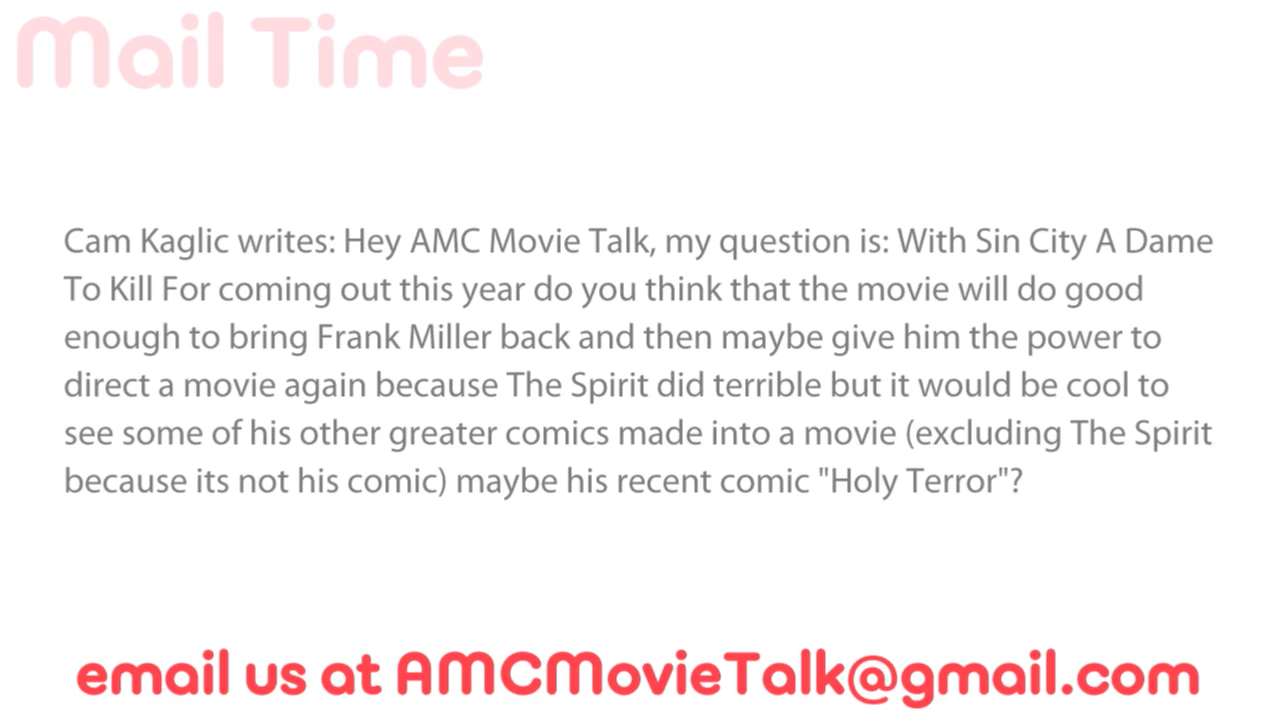 Mail Time
Cam Kaglic writes: Hey AMC Movie Talk, my question is: With Sin City A Dame
To Kill For coming out this year do you think that the movie will do good
enough to bring Frank Miller back and then maybe give him the power to
direct a movie again because The Spirit did terrible but it would be cool to
see some of his other greater comics made into a movie (excluding The Spirit
because its not his comic) maybe his recent comic "Holy Terror"?
email us at AMCMovieTalk@gmail.com